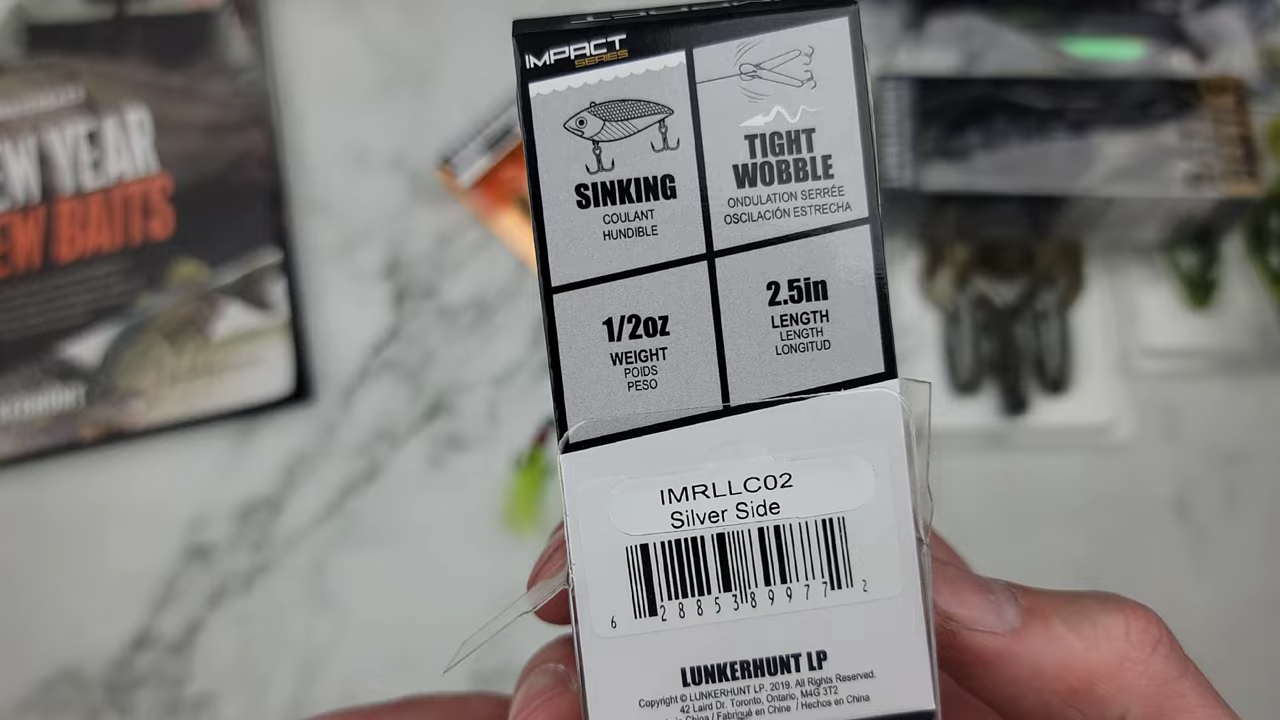 IMPACT
SERIES
SINKING
COULANT
HUNDIBLE
TIGHT
WOBBLE
ONDULATION SERRÉE
OSCILACIÓN ESTRECHA
1/2oz
WEIGHT
POIDS
PESO
2.5in
LENGTH
LENGTH
LONGITUD
IMRLLC02
Silver Side
6 28853 89977 2
LUNKERHUNT LP
Copyright © LUNKERHUNT LP. 2019. All Rights Reserved.
42 Laird Dr. Toronto, Ontario, M4G 3T2
in China / Fabriqué en Chine / Hechos en China
YEAR
BAITS